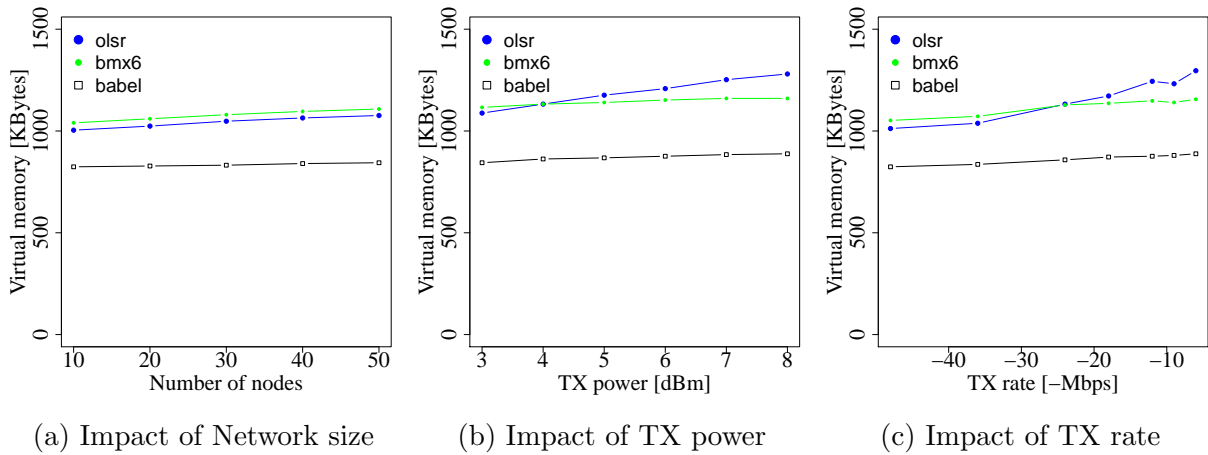 Virtual memory [KBytes]
1500
1000
500
0
olsr
bmx6
babel
10 20 30 40 50
Number of nodes
(a) Impact of Network size
Virtual memory [KBytes]
1500
1000
500
0
olsr
bmx6
babel
3 4 5 6 7 8
TX power [dBm]
(b) Impact of TX power
Virtual memory [KBytes]
1500
1000
500
0
olsr
bmx6
babel
−40 −30 −20 −10
TX rate [−Mbps]
(c) Impact of TX rate